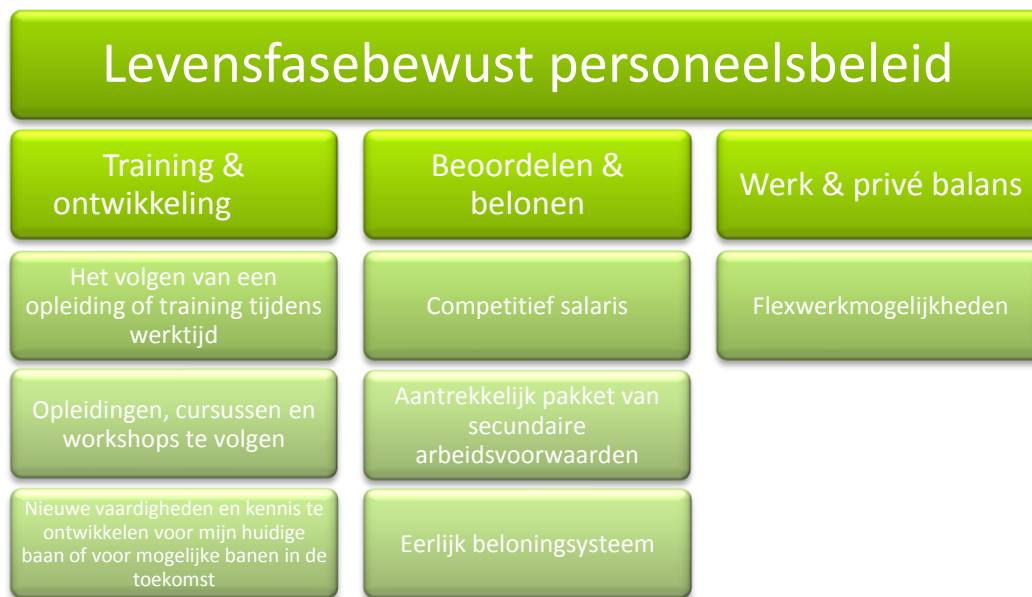 Levensfasebewust personeelsbeleid
Training &
ontwikkeling
Het volgen van een
opleiding of training tijdens
werktijd
Opleidingen, cursussen en
workshops te volgen
Nieuwe vaardigheden en kennis te
ontwikkelen voor mijn huidige
baan of voor mogelijke banen in de
toekomst
Beoordelen &
belonen
Competitief salaris
Aantrekkelijk pakket van
secundaire
arbeidsvoorwaarden
Eerlijk beloningsysteem
Werk & privé balans
Flexwerkmogelijkheden